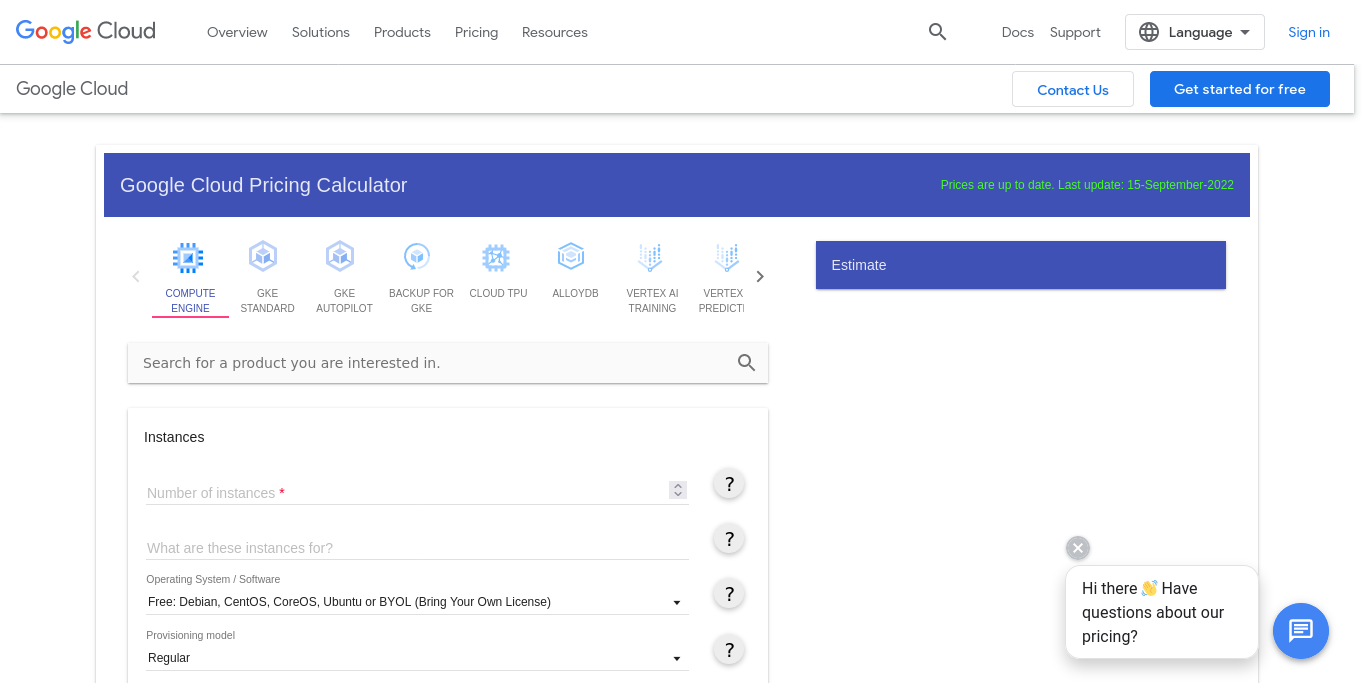 Google Cloud
Overview Solutions Products Pricing Resources
Docs Support Language Sign in
Google Cloud
Contact Us Get started for free
Google Cloud Pricing Calculator
Prices are up to date. Last update: 15-September-2022
COMPUTE ENGINE
GKE STANDARD
GKE AUTOPILOT
BACKUP FOR GKE
CLOUD TPU
ALLOYDB
VERTEX AI TRAINING
VERTEX PREDICTI
Estimate
Search for a product you are interested in.
Instances
Number of instances *
?
What are these instances for?
?
Operating System / Software
Free: Debian, CentOS, CoreOS, Ubuntu or BYOL (Bring Your Own License)
?
Provisioning model
Regular
?
Hi there 👋 Have
questions about our
pricing?